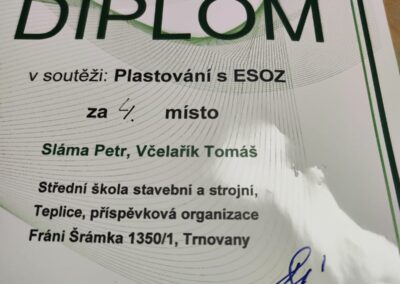 DIPLOM
v soutěži: Plastování s ESOZ
za 4. místo
Sláma Petr, Včelařík Tomáš
Střední škola stavební a strojní,
Teplice, příspěvková organizace
Fráni Šrámka 1350/1, Trnovany